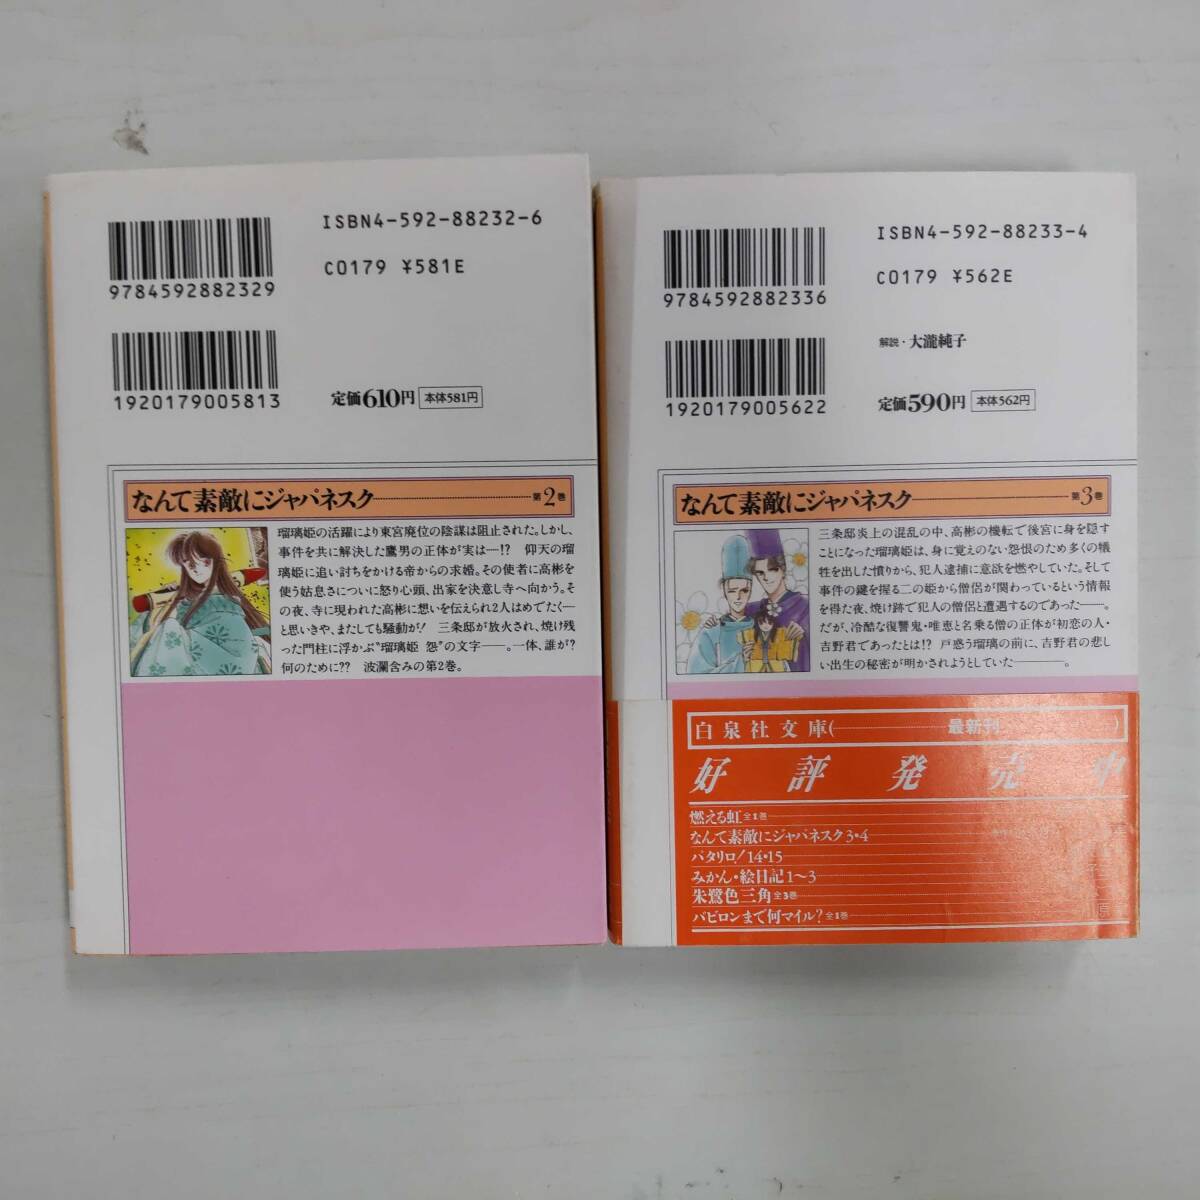 ISBN4-592-88232-6
9784592882329
C0179 ¥581E
1920179005813
定価610円 本体581円
なんて素敵にジャパネスク 第2巻
瑠璃姫の活躍により東宮廃位の陰謀は阻止された。しかし、
事件を共に解決した鷹男の正体が実は―!? 仰天の瑠
璃姫に追い討ちをかける帝からの求婚。その使者に高彬を
使う姑息さについに怒り心頭、出家を決意し寺へ向かう。そ
の夜、寺に現われた高彬に想いを伝えられ2人はめでたく―
と思いきや、またしても騒動が! 三条邸が放火され、焼け残
った門柱に浮かぶ"瑠璃姫 怨"の文字――。一体、誰が?
何のために?? 波瀾含みの第2巻。
ISBN4-592-88233-4
9784592882336
C0179 ¥562E
解説・大瀧純子
1920179005622
定価590円 本体562円
なんて素敵にジャパネスク 第3巻
三条邸炎上の混乱の中、高彬の機転で後宮に身を隠す
ことになった瑠璃姫は、身に覚えのない怨恨のため多くの犠
牲を出した憤りから、犯人逮捕に意欲を燃やしていた。そして
事件の鍵を握る二の姫から僧侶が関わっているという情報
を得た夜、焼け跡で犯人の僧侶と遭遇するのであった――。
だが、冷酷な復讐鬼・唯恵と名乗る僧の正体が初恋の人・
吉野君であったとは!? 戸惑う瑠璃の前に、吉野君の悲し
い出生の秘密が明かされようとしていた――。
白泉社文庫(最新刊)
好評発売中
燃える虹 全1巻
なんて素敵にジャパネスク3・4
パタリロ!14・15
みかん・絵日記1〜3
朱鷺色三角 全3巻
バビロンまで何マイル? 全1巻